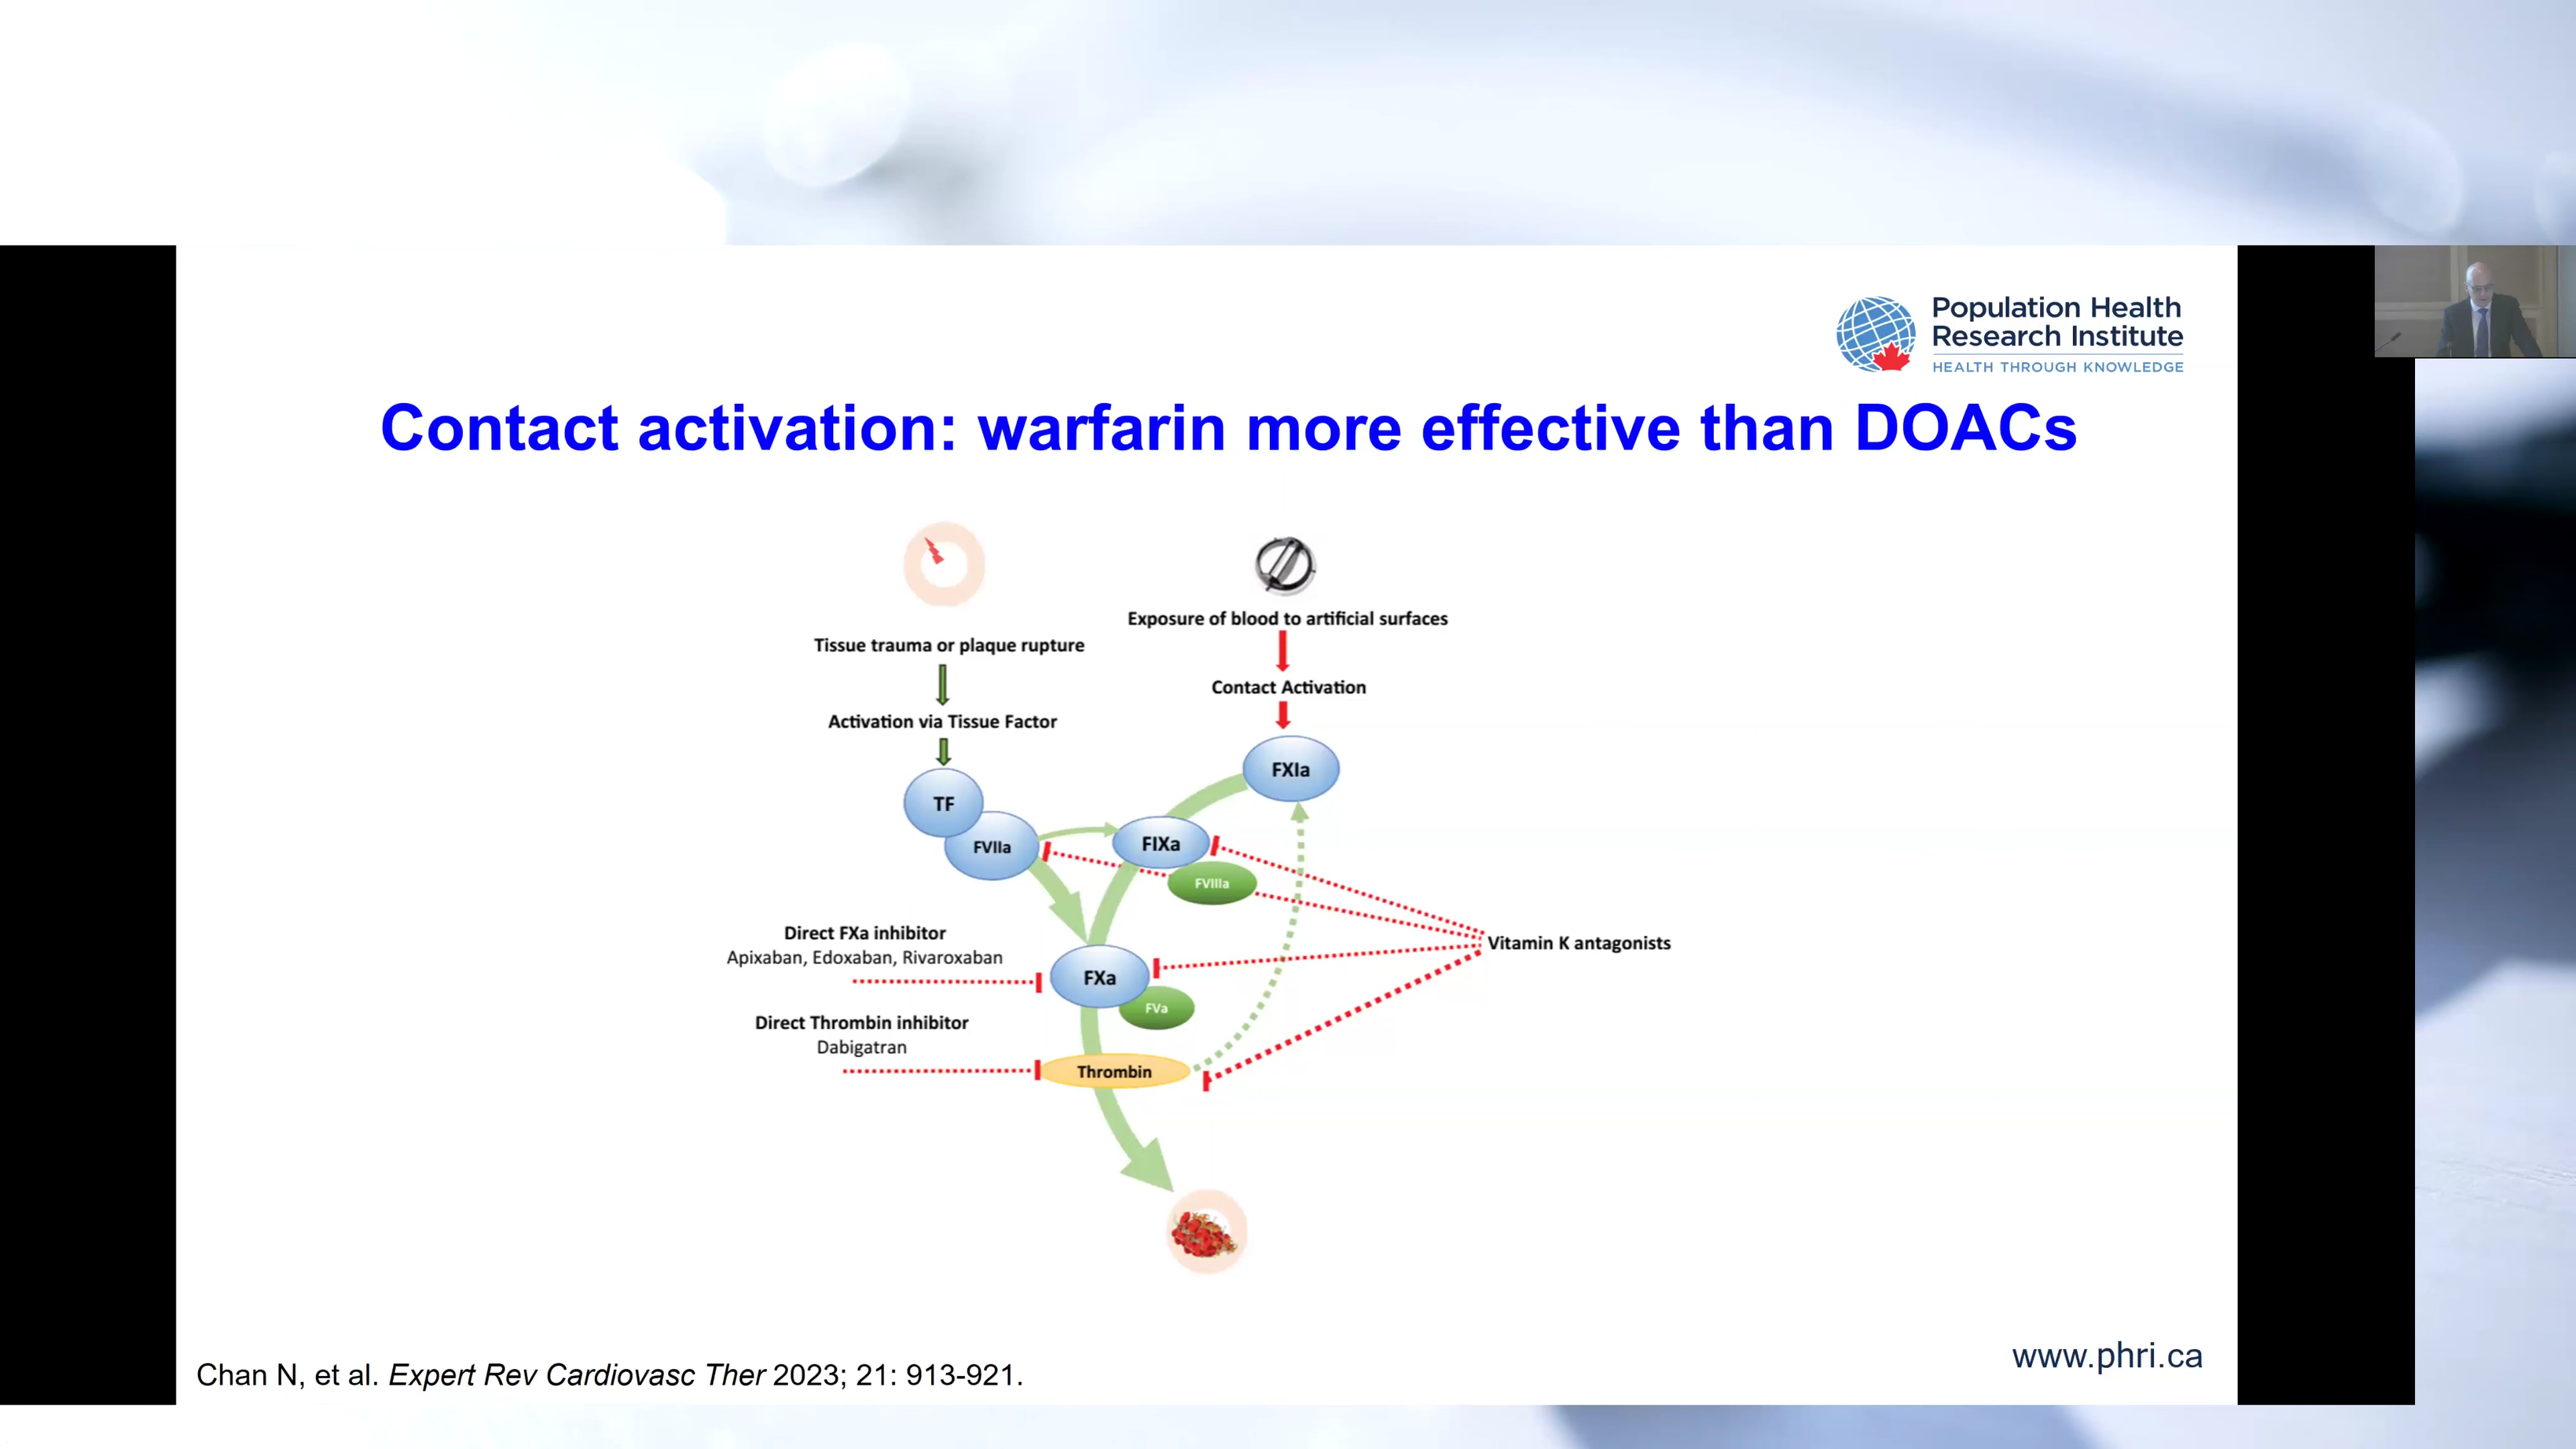 Population Health
Research Institute
HEALTH THROUGH KNOWLEDGE
Contact activation: warfarin more effective than DOACs
Exposure of blood to artificial surfaces
Tissue trauma or plaque rupture
Contact Activation
Activation via Tissue Factor
FXIa
TF
FVIIa
FIXa
FVIIIa
Direct FXa inhibitor
Apixaban, Edoxaban, Rivaroxaban
Vitamin K antagonists
FXa
FVa
Direct Thrombin inhibitor
Dabigatran
Thrombin
www.phri.ca
Chan N, et al. Expert Rev Cardiovasc Ther 2023; 21: 913-921.